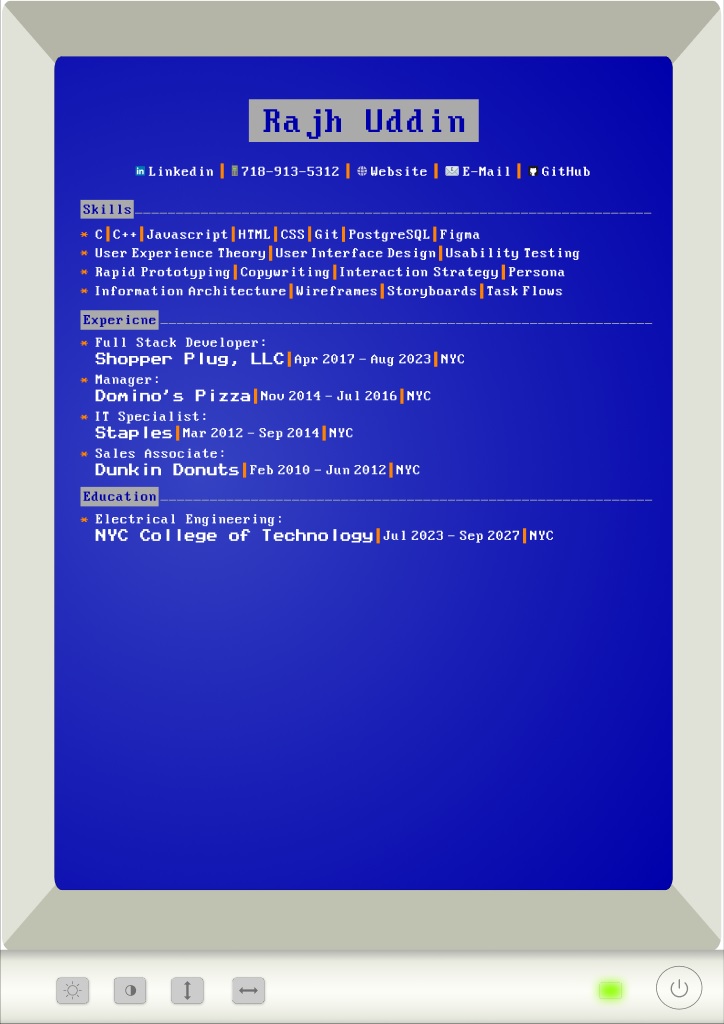 Rajh Uddin
Linkedin | 718-913-5312 | Website | E-Mail | GitHub
Skills
* C|C++|Javascript|HTML|CSS|Git|PostgreSQL|Figma
* User Experience Theory|User Interface Design|Usability Testing
* Rapid Prototyping|Copywriting|Interaction Strategy|Persona
* Information Architecture|Wireframes|Storyboards|Task Flows
Expericne
* Full Stack Developer:
Shopper Plug, LLC|Apr 2017 - Aug 2023|NYC
* Manager:
Domino's Pizza|Nov 2014 - Jul 2016|NYC
* IT Specialist:
Staples|Mar 2012 - Sep 2014|NYC
* Sales Associate:
Dunkin Donuts|Feb 2010 - Jun 2012|NYC
Education
* Electrical Engineering:
NYC College of Technology|Jul 2023 - Sep 2027|NYC